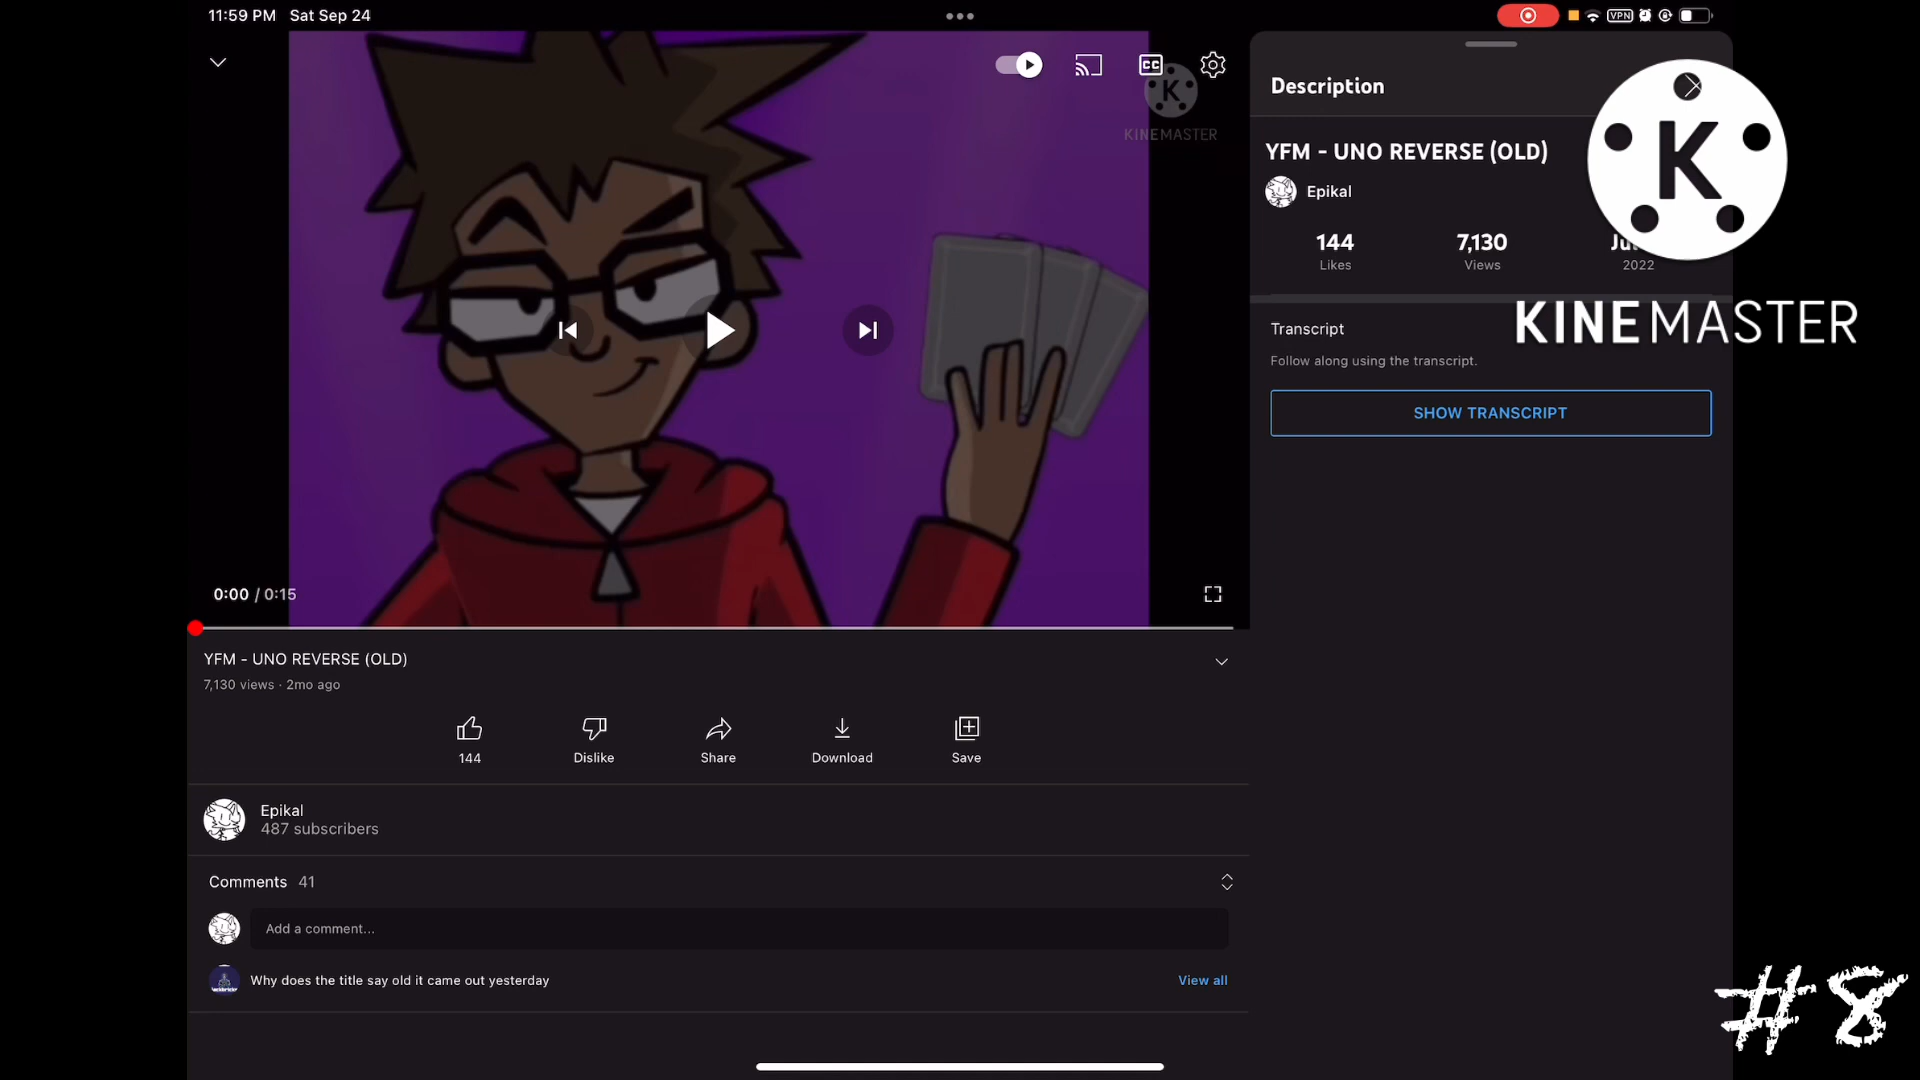 11:59 PM Sat Sep 24
VPN
CC
K
KINEMASTER
Description
YFM - UNO REVERSE (OLD)
Epikal
144
7,130
2022
Likes
Views
K
KINEMASTER
Transcript
Follow along using the transcript.
SHOW TRANSCRIPT
0:00 / 0:15
YFM - UNO REVERSE (OLD)
7,130 views · 2mo ago
144
Dislike
Share
Download
Save
Epikal
487 subscribers
Comments 41
Add a comment...
Why does the title say old it came out yesterday
View all
#8